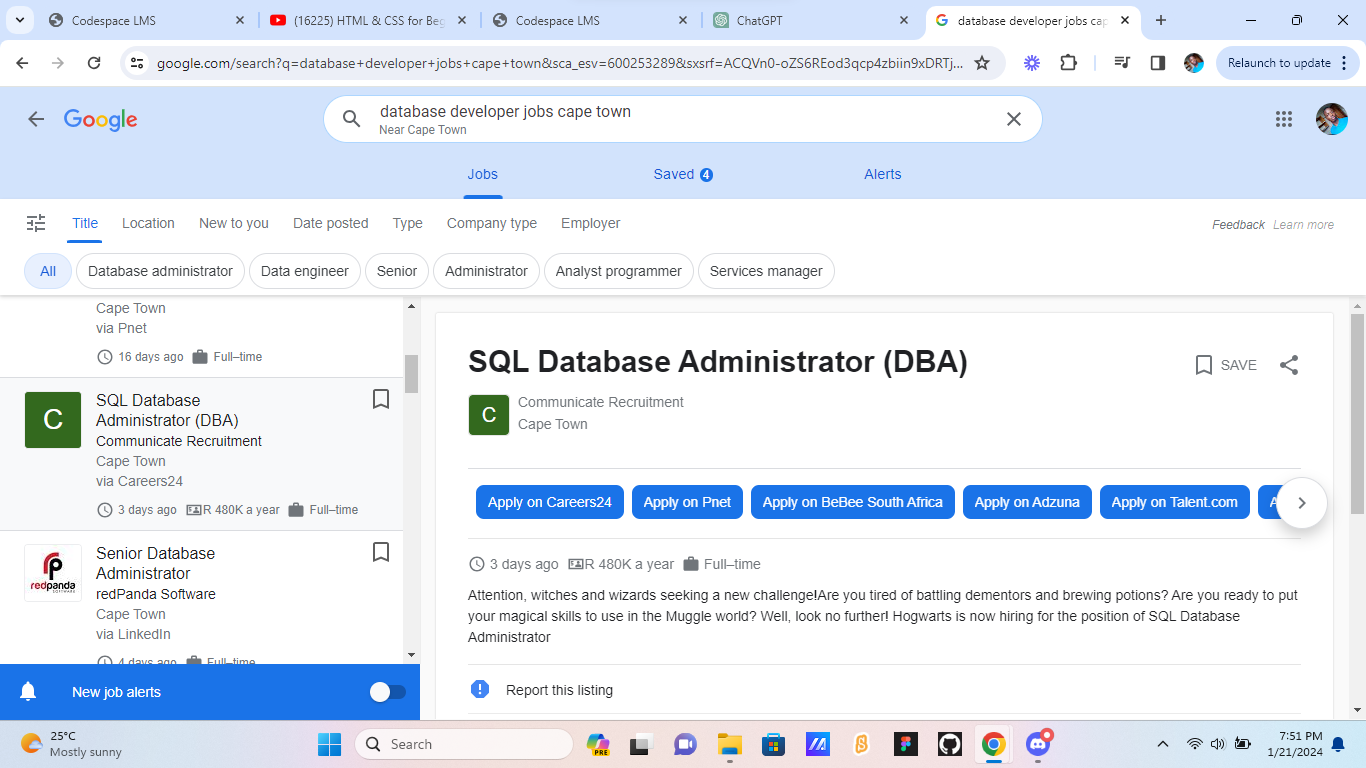 Codespace LMS
(16225) HTML & CSS for Beg
Codespace LMS
ChatGPT
database developer jobs cap
google.com/search?q=database+developer+jobs+cape+town&sca_esv=600253289&sxsrf=ACQVn0-oZS6REod3qcp4zbiin9xDRTj...
Relaunch to update
Google
database developer jobs cape town
Near Cape Town
Jobs
Saved 4
Alerts
Title
Location
New to you
Date posted
Type
Company type
Employer
Feedback
Learn more
All
Database administrator
Data engineer
Senior
Administrator
Analyst programmer
Services manager
Cape Town
via Pnet
16 days ago
Full–time
C
SQL Database
Administrator (DBA)
Communicate Recruitment
Cape Town
via Careers24
3 days ago
R 480K a year
Full–time
redpanda
SOFTWARE
Senior Database
Administrator
redPanda Software
Cape Town
via LinkedIn
4 days ago
Full–time
New job alerts
SQL Database Administrator (DBA)
SAVE
C
Communicate Recruitment
Cape Town
Apply on Careers24
Apply on Pnet
Apply on BeBee South Africa
Apply on Adzuna
Apply on Talent.com
3 days ago
R 480K a year
Full–time
Attention, witches and wizards seeking a new challenge!Are you tired of battling dementors and brewing potions? Are you ready to put
your magical skills to use in the Muggle world? Well, look no further! Hogwarts is now hiring for the position of SQL Database
Administrator
Report this listing
25°C
Mostly sunny
Search
PRE
7:51 PM
1/21/2024